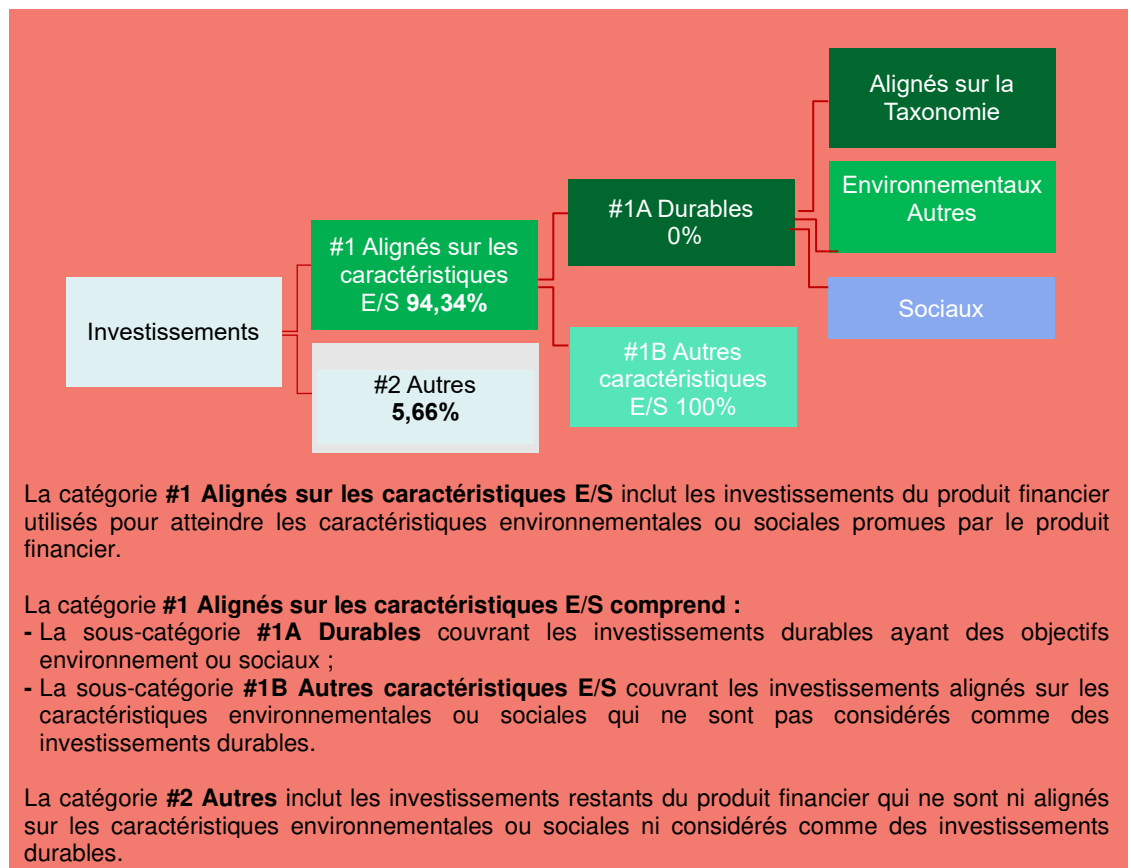 Alignés sur la
Taxonomie
Environnementaux
Autres
#1A Durables
0%
#1 Alignés sur les
caractéristiques
E/S 94,34%
Sociaux
Investissements
#1B Autres
caractéristiques
E/S 100%
#2 Autres
5,66%
La catégorie #1 Alignés sur les caractéristiques E/S inclut les investissements du produit financier
utilisés pour atteindre les caractéristiques environnementales ou sociales promues par le produit
financier.
La catégorie #1 Alignés sur les caractéristiques E/S comprend :
- La sous-catégorie #1A Durables couvrant les investissements durables ayant des objectifs
environnement ou sociaux ;
- La sous-catégorie #1B Autres caractéristiques E/S couvrant les investissements alignés sur les
caractéristiques environnementales ou sociales qui ne sont pas considérés comme des
investissements durables.
La catégorie #2 Autres inclut les investissements restants du produit financier qui ne sont ni alignés
sur les caractéristiques environnementales ou sociales ni considérés comme des investissements
durables.